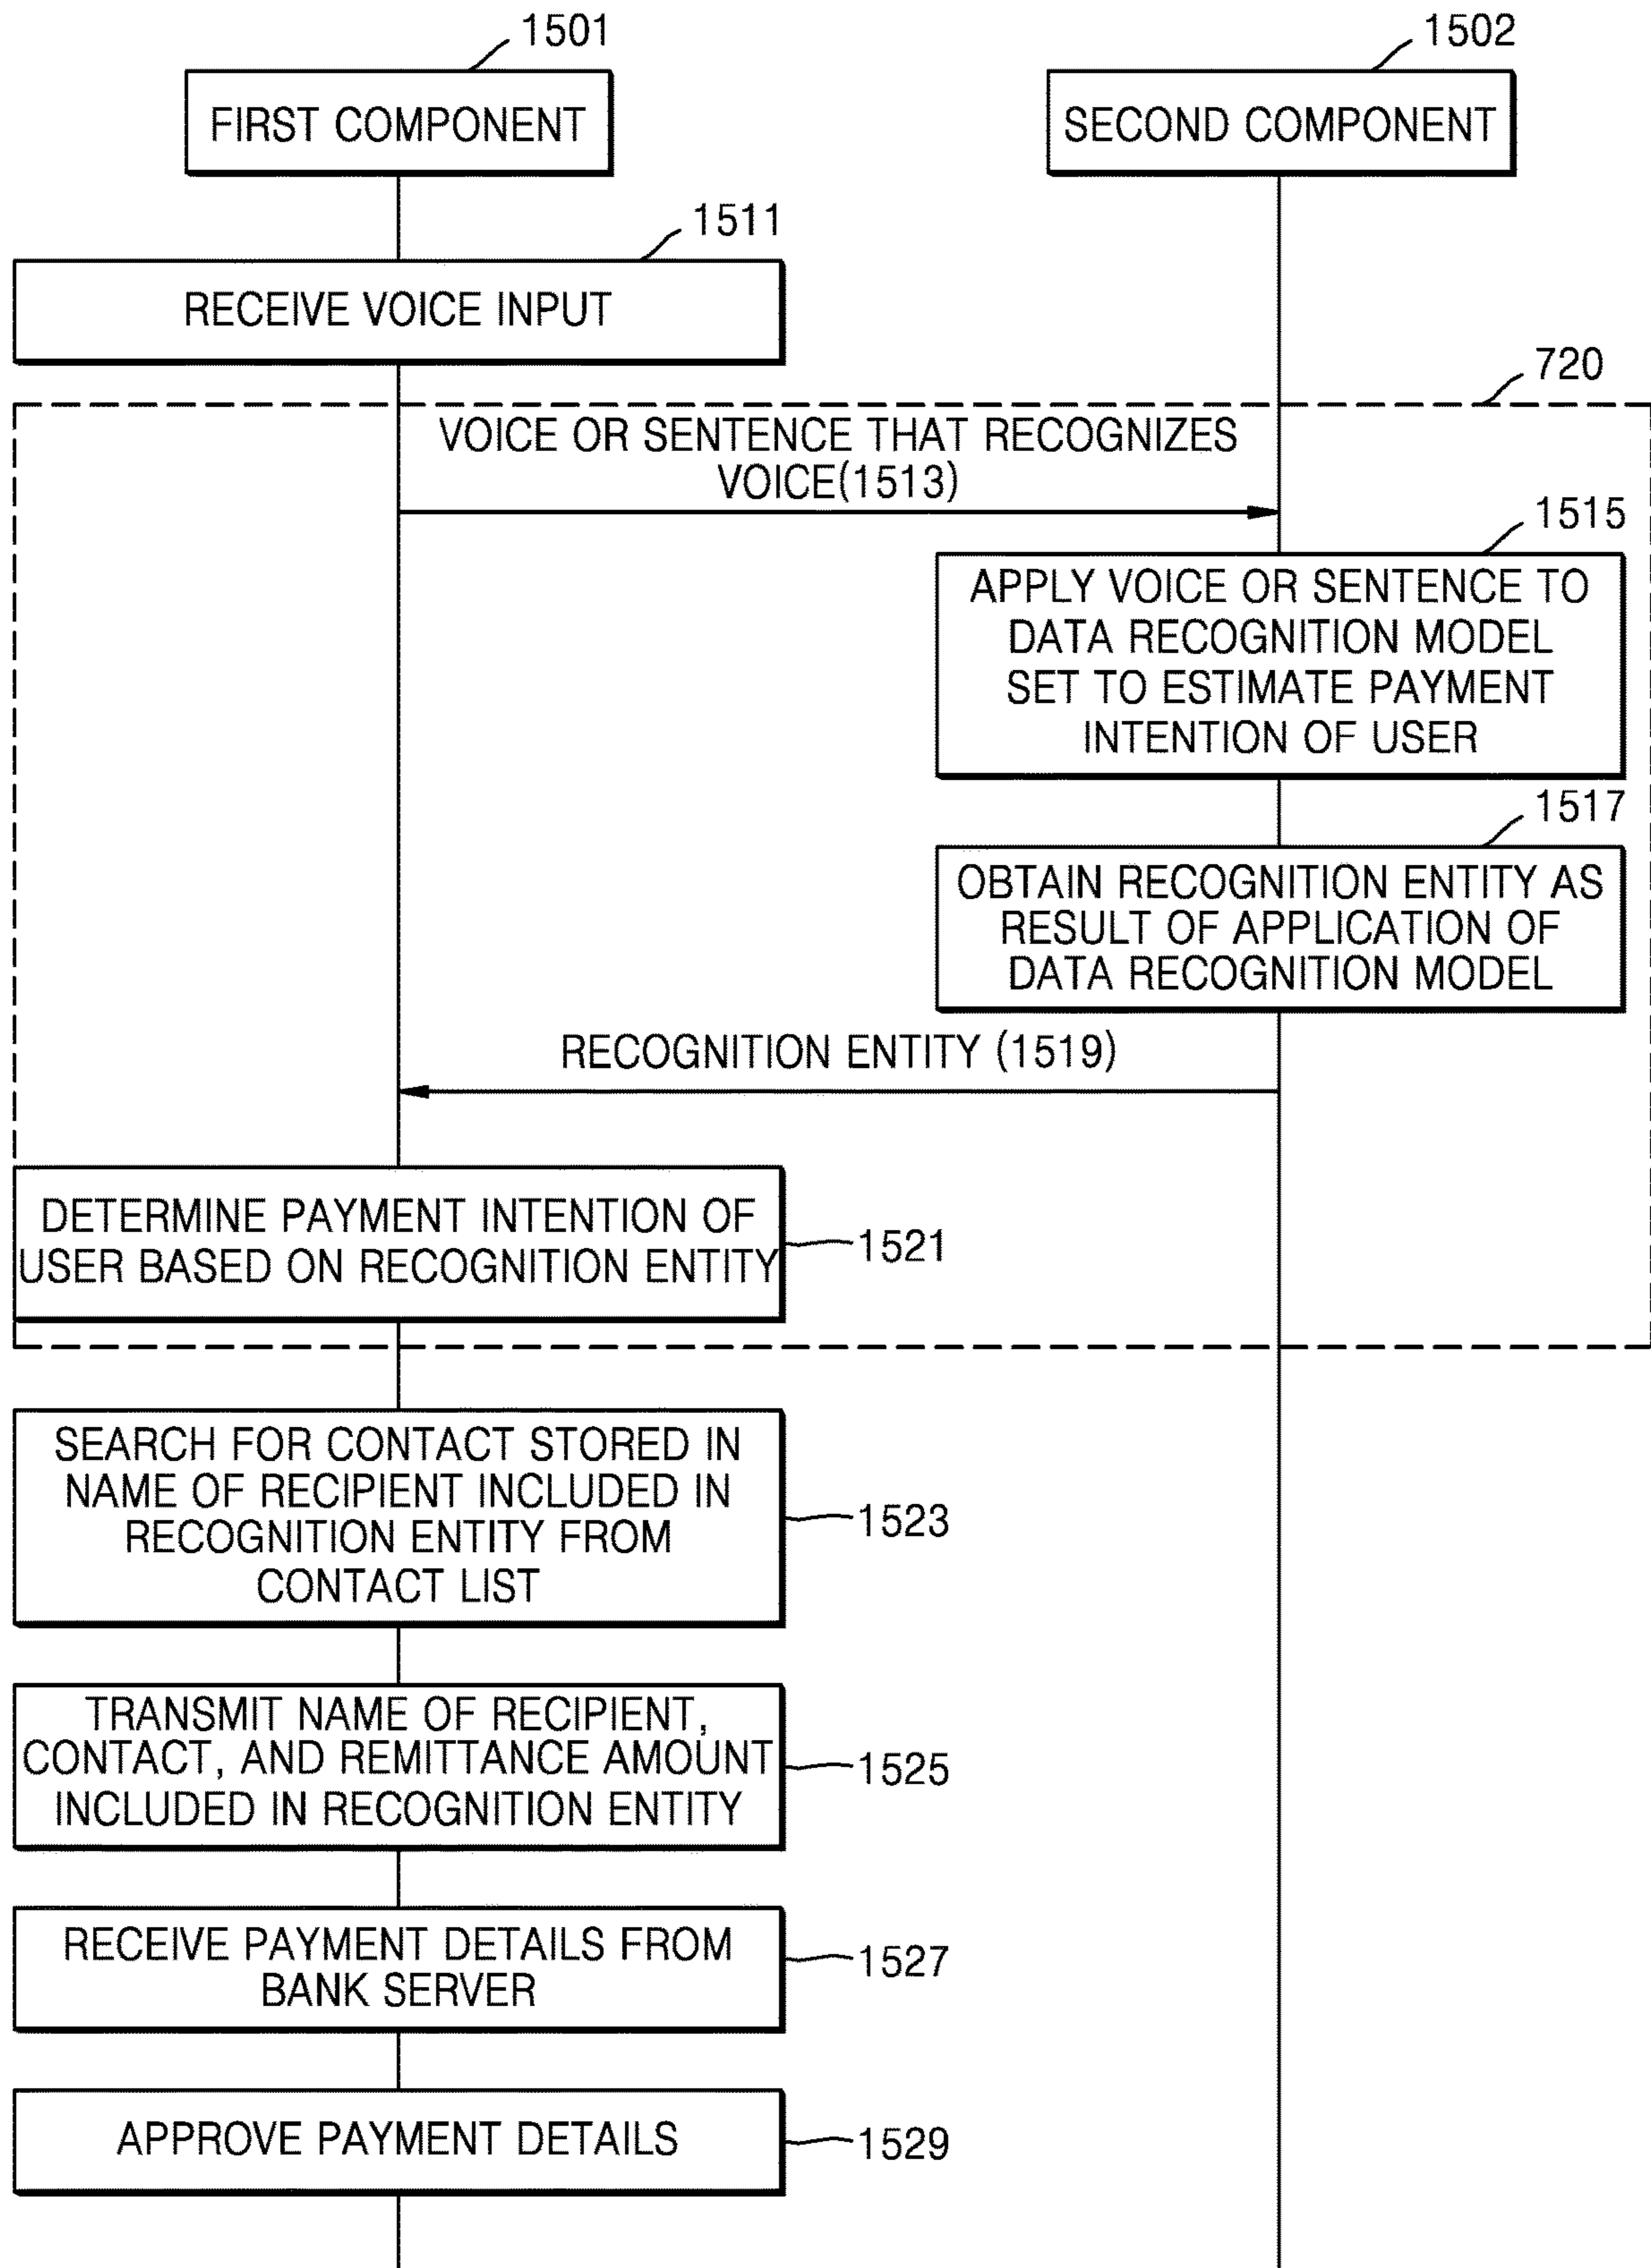 1501
1502
FIRST COMPONENT
SECOND COMPONENT
1511
RECEIVE VOICE INPUT
720
VOICE OR SENTENCE THAT RECOGNIZES
VOICE(1513)
1515
APPLY VOICE OR SENTENCE TO
DATA RECOGNITION MODEL
SET TO ESTIMATE PAYMENT
INTENTION OF USER
1517
OBTAIN RECOGNITION ENTITY AS
RESULT OF APPLICATION OF
DATA RECOGNITION MODEL
RECOGNITION ENTITY (1519)
DETERMINE PAYMENT INTENTION OF
USER BASED ON RECOGNITION ENTITY
1521
SEARCH FOR CONTACT STORED IN
NAME OF RECIPIENT INCLUDED IN
RECOGNITION ENTITY FROM
CONTACT LIST
1523
TRANSMIT NAME OF RECIPIENT,
CONTACT, AND REMITTANCE AMOUNT
INCLUDED IN RECOGNITION ENTITY
1525
RECEIVE PAYMENT DETAILS FROM
BANK SERVER
1527
APPROVE PAYMENT DETAILS
1529